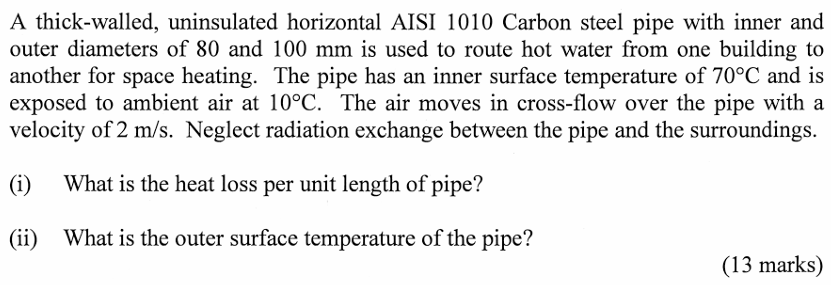 A thick-walled, uninsulated horizontal AISI 1010 Carbon steel pipe with inner and
outer diameters of 80 and 100 mm is used to route hot water from one building to
another for space heating. The pipe has an inner surface temperature of 70°C and is
exposed to ambient air at 10°C. The air moves in cross-flow over the pipe with a
velocity of 2 m/s. Neglect radiation exchange between the pipe and the surroundings.
(i) What is the heat loss per unit length of pipe?
(ii) What is the outer surface temperature of the pipe?
(13 marks)